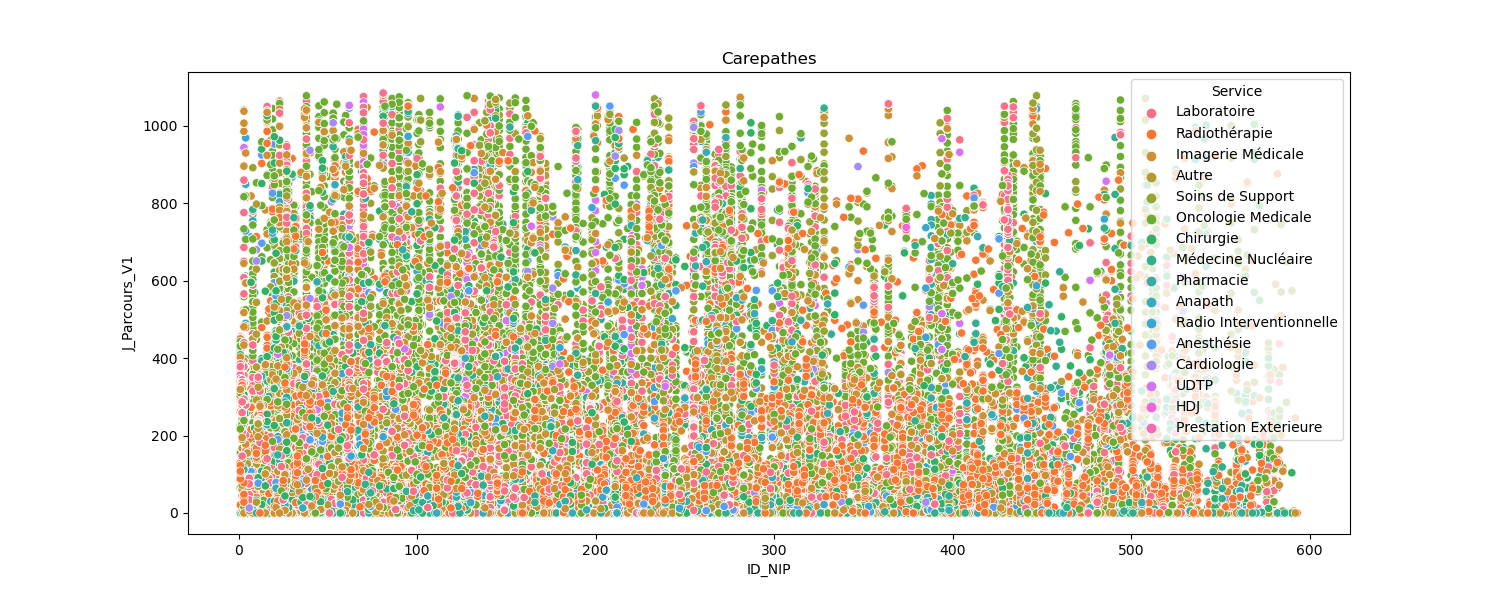 Carepathes
J_Parcours_V1
1000
800
600
400
200
0
0
100
200
300
400
500
600
ID_NIP
Service
Laboratoire
Radiothérapie
Imagerie Médicale
Autre
Soins de Support
Oncologie Medicale
Chirurgie
Médecine Nucléaire
Pharmacie
Anapath
Radio Interventionnelle
Anesthésie
Cardiologie
UDTP
HDJ
Prestation Exterieure